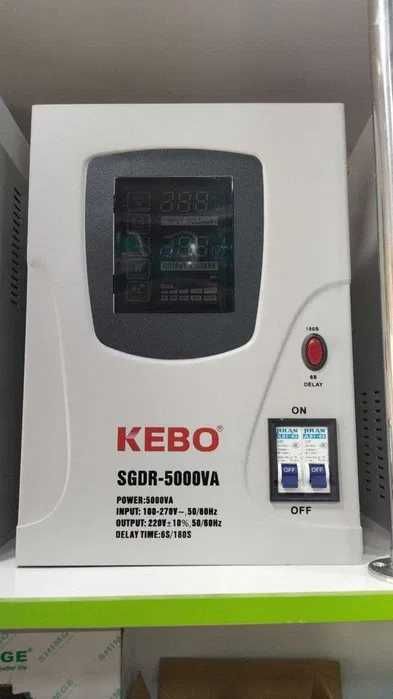 180S
6S
DELAY
KEBO®
ON
SGDR-5000VA
OFF OFF
POWER:5000VA
INPUT: 100-270V~,50/60Hz
OUTPUT: 220V±10%,50/60Hz
DELAY TIME:6S/180S
OFF
SHIMGE